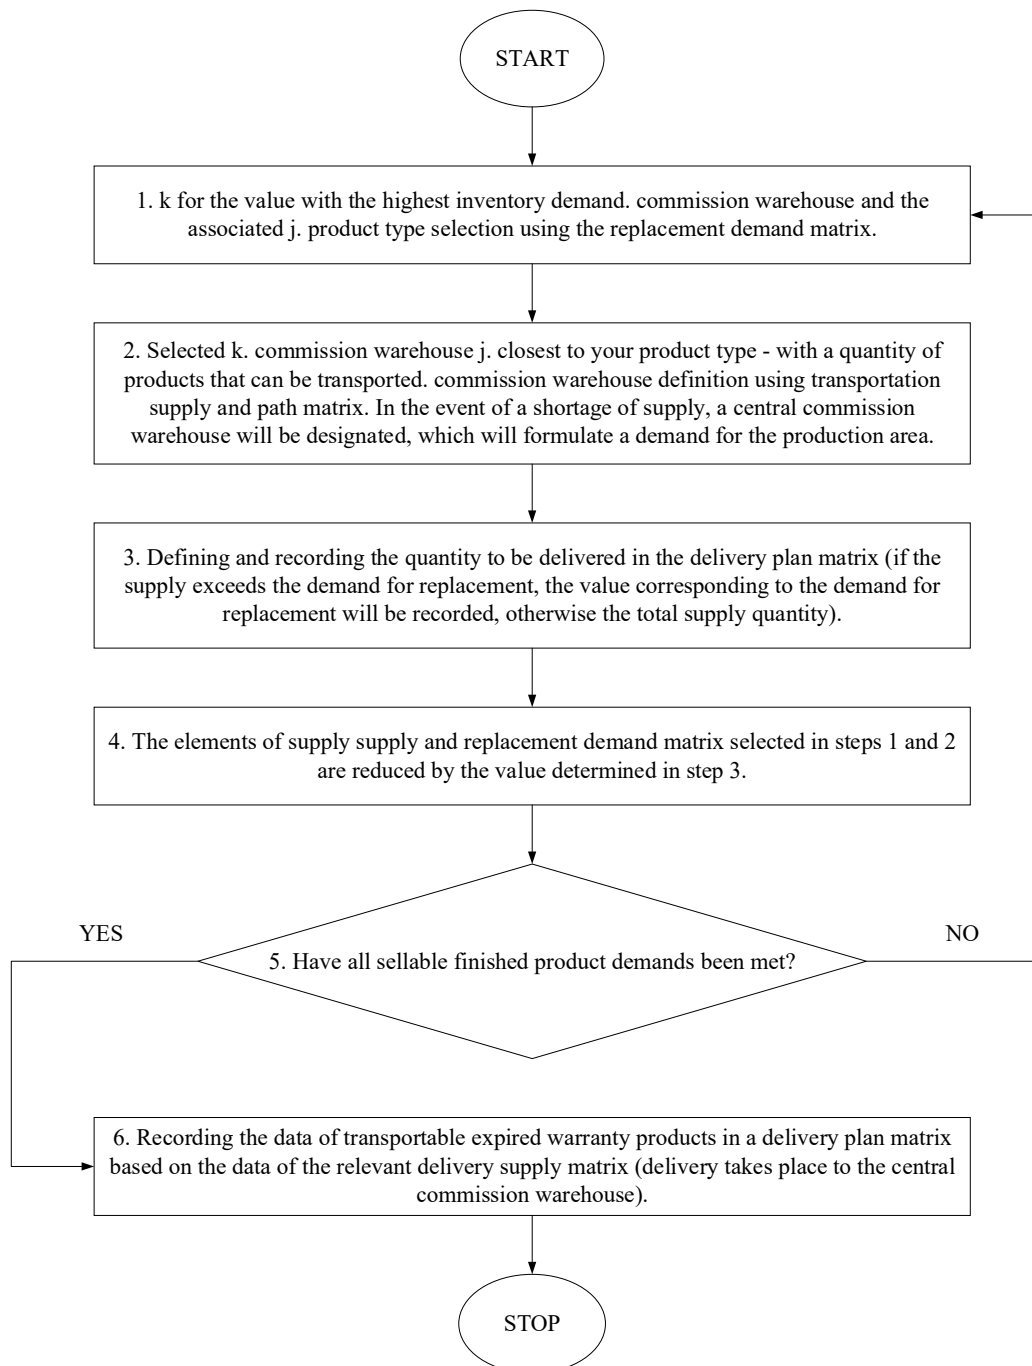 START
1. k for the value with the highest inventory demand. commission warehouse and the
associated j. product type selection using the replacement demand matrix.
2. Selected k. commission warehouse j. closest to your product type - with a quantity of
products that can be transported. commission warehouse definition using transportation
supply and path matrix. In the event of a shortage of supply, a central commission
warehouse will be designated, which will formulate a demand for the production area.
3. Defining and recording the quantity to be delivered in the delivery plan matrix (if the
supply exceeds the demand for replacement, the value corresponding to the demand for
replacement will be recorded, otherwise the total supply quantity).
4. The elements of supply supply and replacement demand matrix selected in steps 1 and 2
are reduced by the value determined in step 3.
YES
NO
5. Have all sellable finished product demands been met?
6. Recording the data of transportable expired warranty products in a delivery plan matrix
based on the data of the relevant delivery supply matrix (delivery takes place to the central
commission warehouse).
STOP